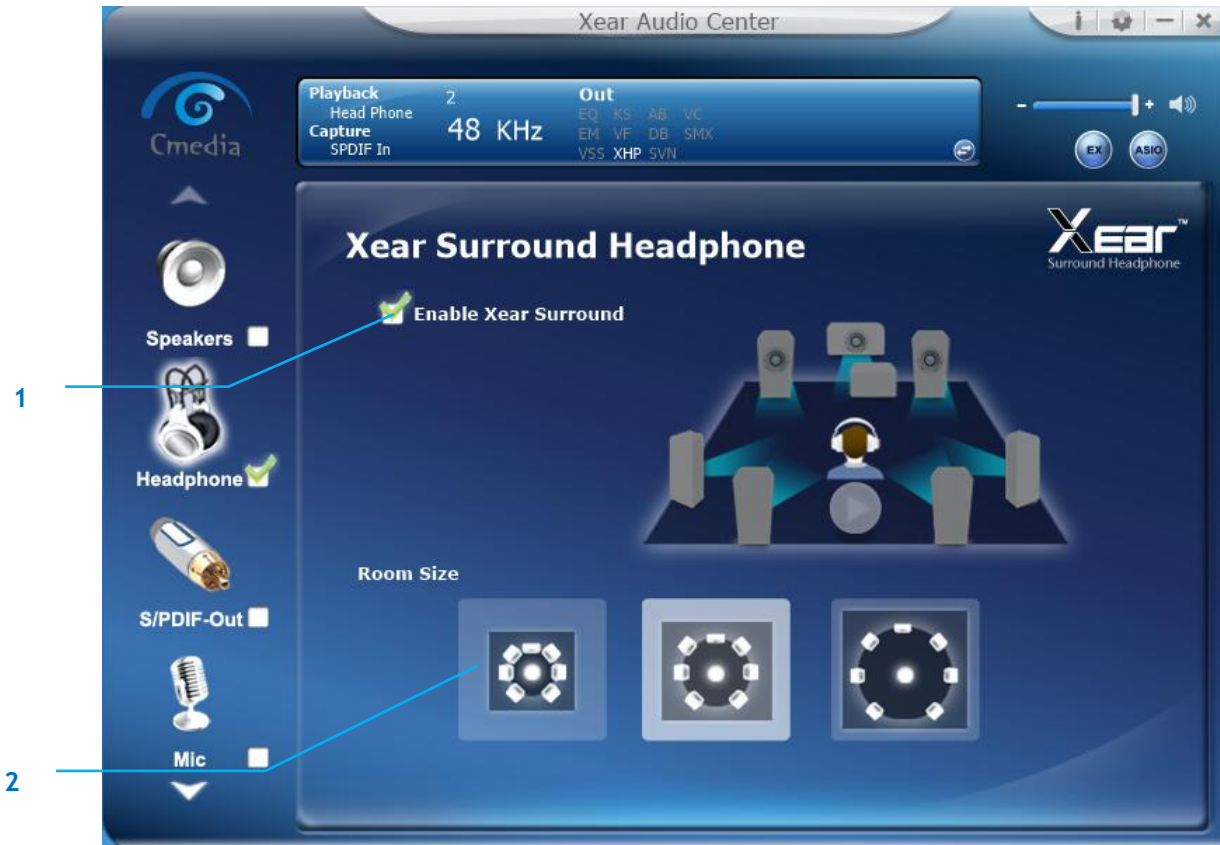 Xear Audio Center
i
Cmedia
Playback 2 Out
Head Phone EQ KS AB VC
Capture 48 KHz EM VF DB SMX
SPDIF In VSS XHP SVN
- +
EX ASIO
Xear Surround Headphone
Xear™
Surround Headphone
Enable Xear Surround
Speakers
1
Headphone
Room Size
S/PDIF-Out
Mic
2